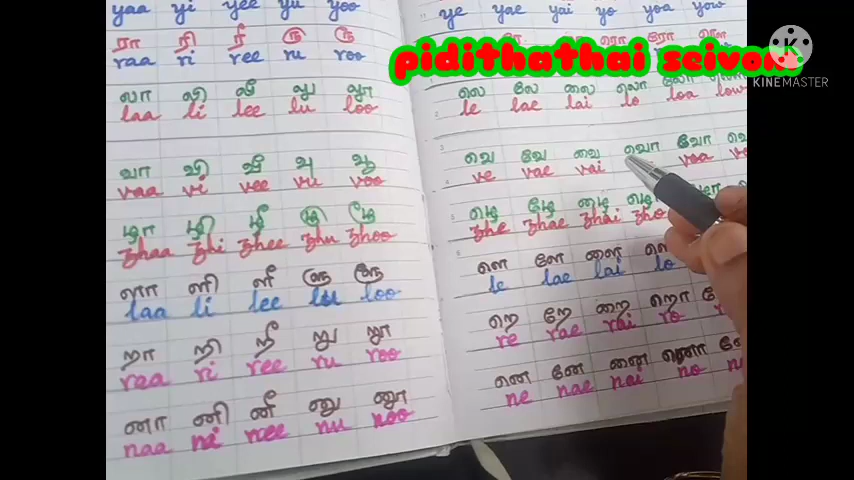 yaa yi yee yu yoo
ரா ரி ரீ ரு ரூ
raa ri ree ru roo
லா லி லீ லு லூ
laa li lee lu loo
வா வி வீ வு வூ
vaa vi vee vu voo
ழா ழி ழீ ழு ழூ
zhaa zhi zhee zhu zhoo
ளா ளி ளீ ளு ளூ
laa li lee lu loo
றா றி றீ று றூ
raa ri ree ru roo
னா னி னீ னு னூ
naa ni nee nu noo
ye yae yai yo yoa yow
pidithathai seivom
KINEMASTER
லெ லே லை லொ லோ
le lae lai lo loa low
வெ வே வை வொ வோ
ve vae vai voa
ழெ ழே ழை ழொ
zhe zhae zhai zho
ளெ ளே ளை
le lae lai lo
றெ றே றை றொ
re rae rai ro
னெ னே னை னொ
ne nae nai no